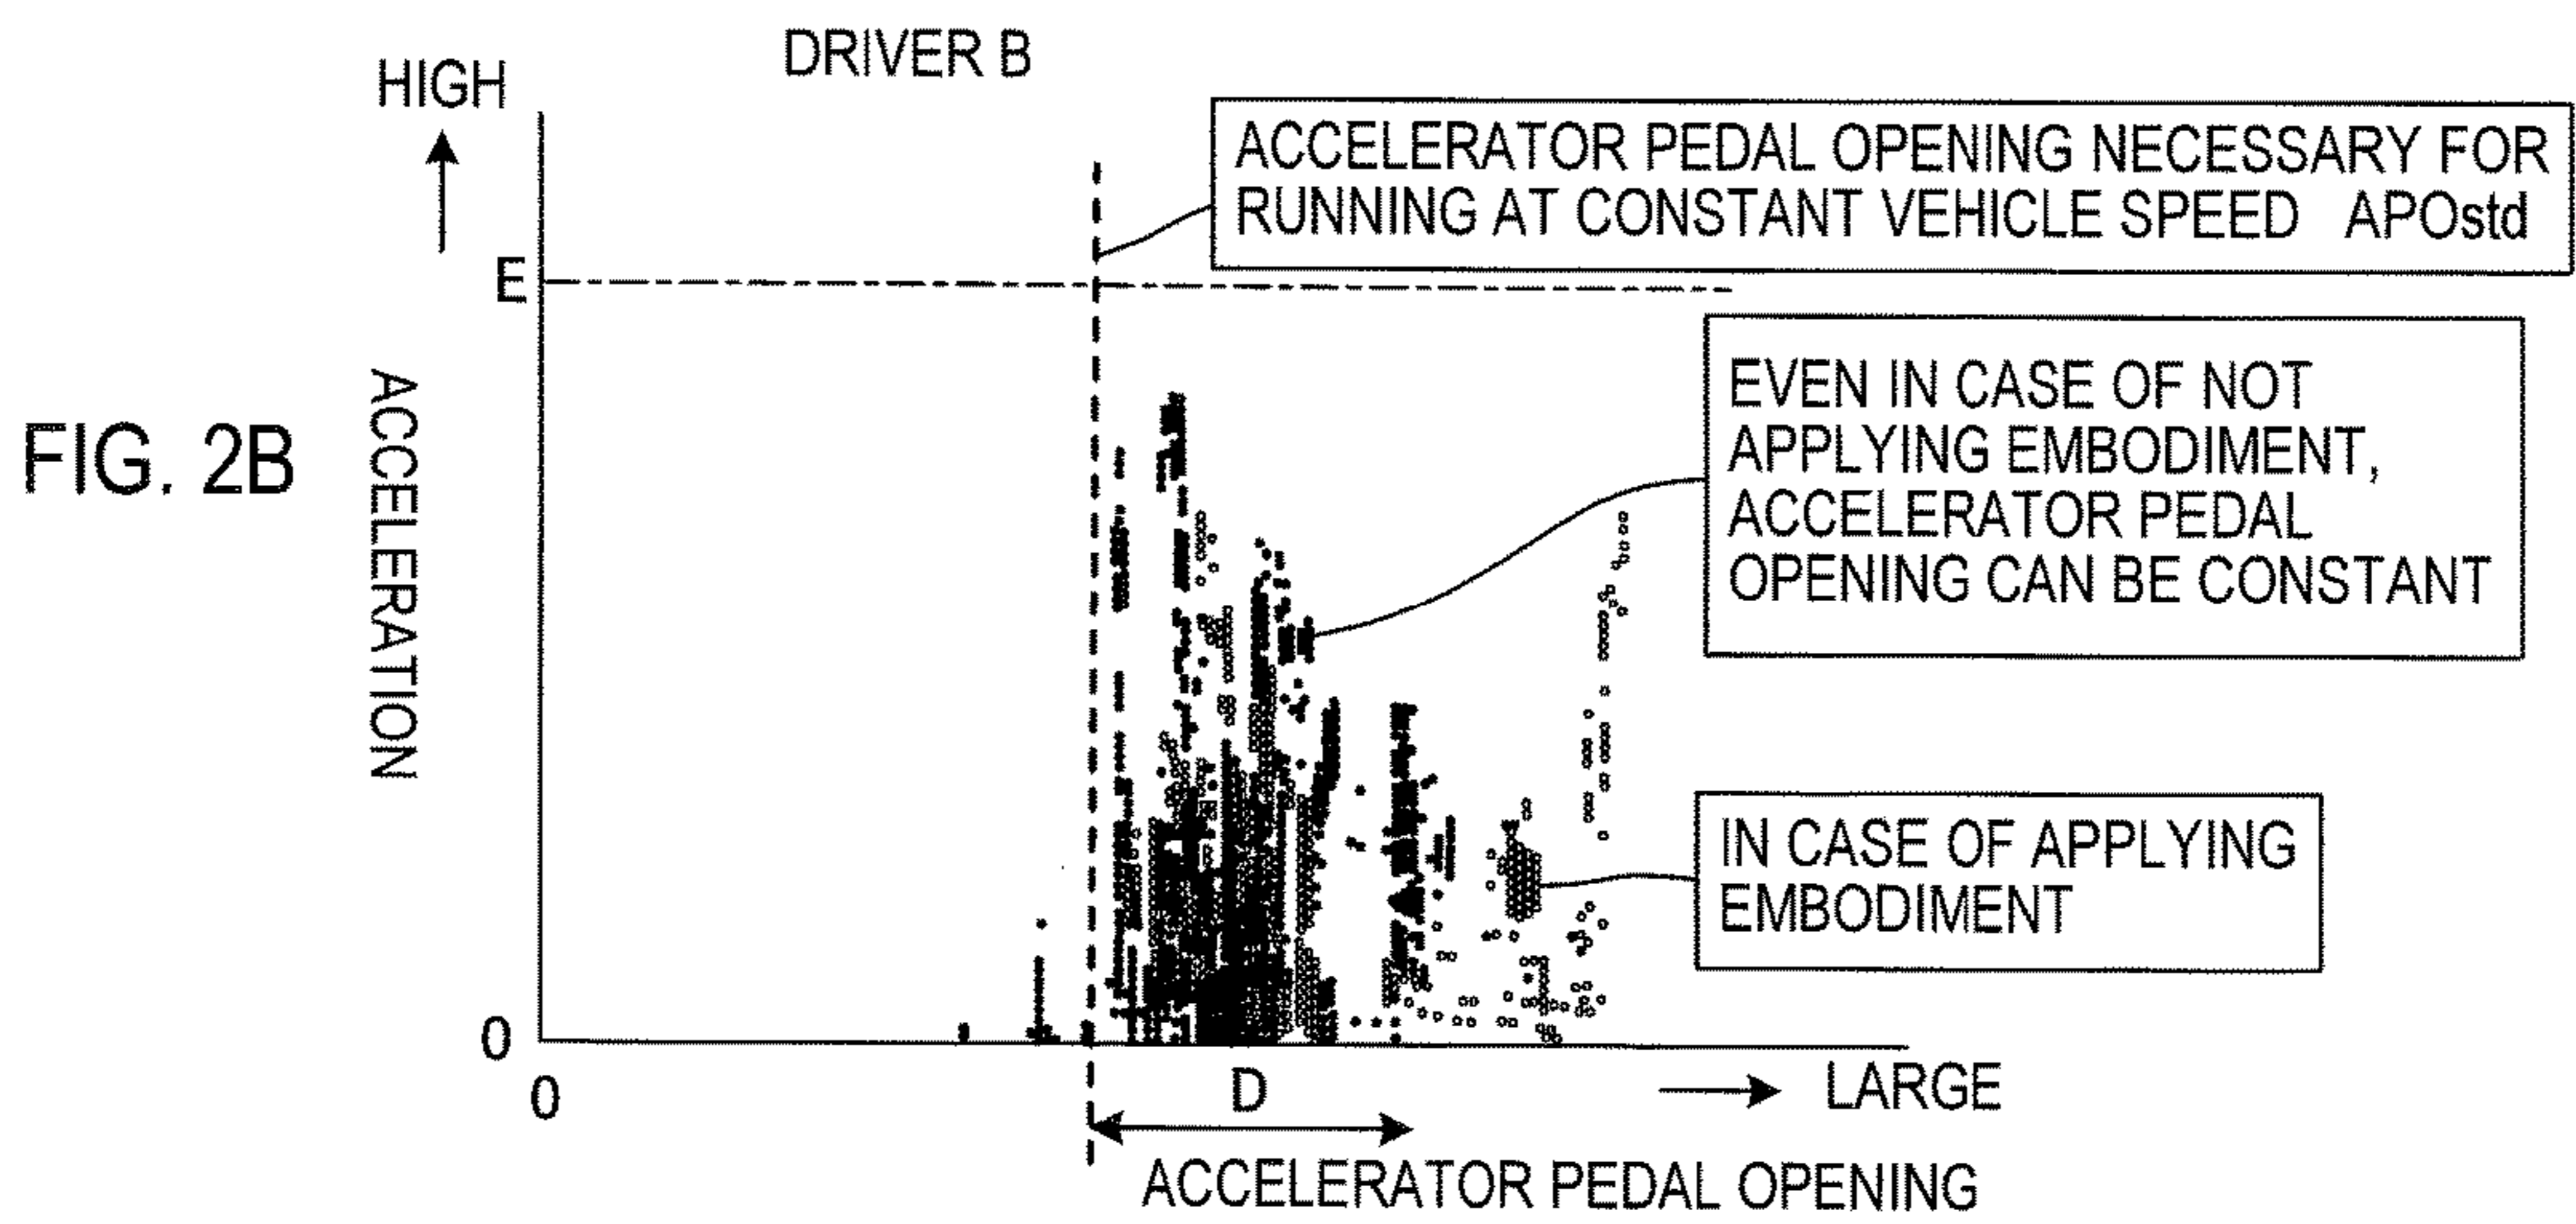 DRIVER B
HIGH
ACCELERATOR PEDAL OPENING NECESSARY FOR
RUNNING AT CONSTANT VEHICLE SPEED APOstd
E
EVEN IN CASE OF NOT
APPLYING EMBODIMENT,
ACCELERATOR PEDAL
OPENING CAN BE CONSTANT
FIG. 2B
ACCELERATION
IN CASE OF APPLYING
EMBODIMENT
0
0
D
LARGE
ACCELERATOR PEDAL OPENING